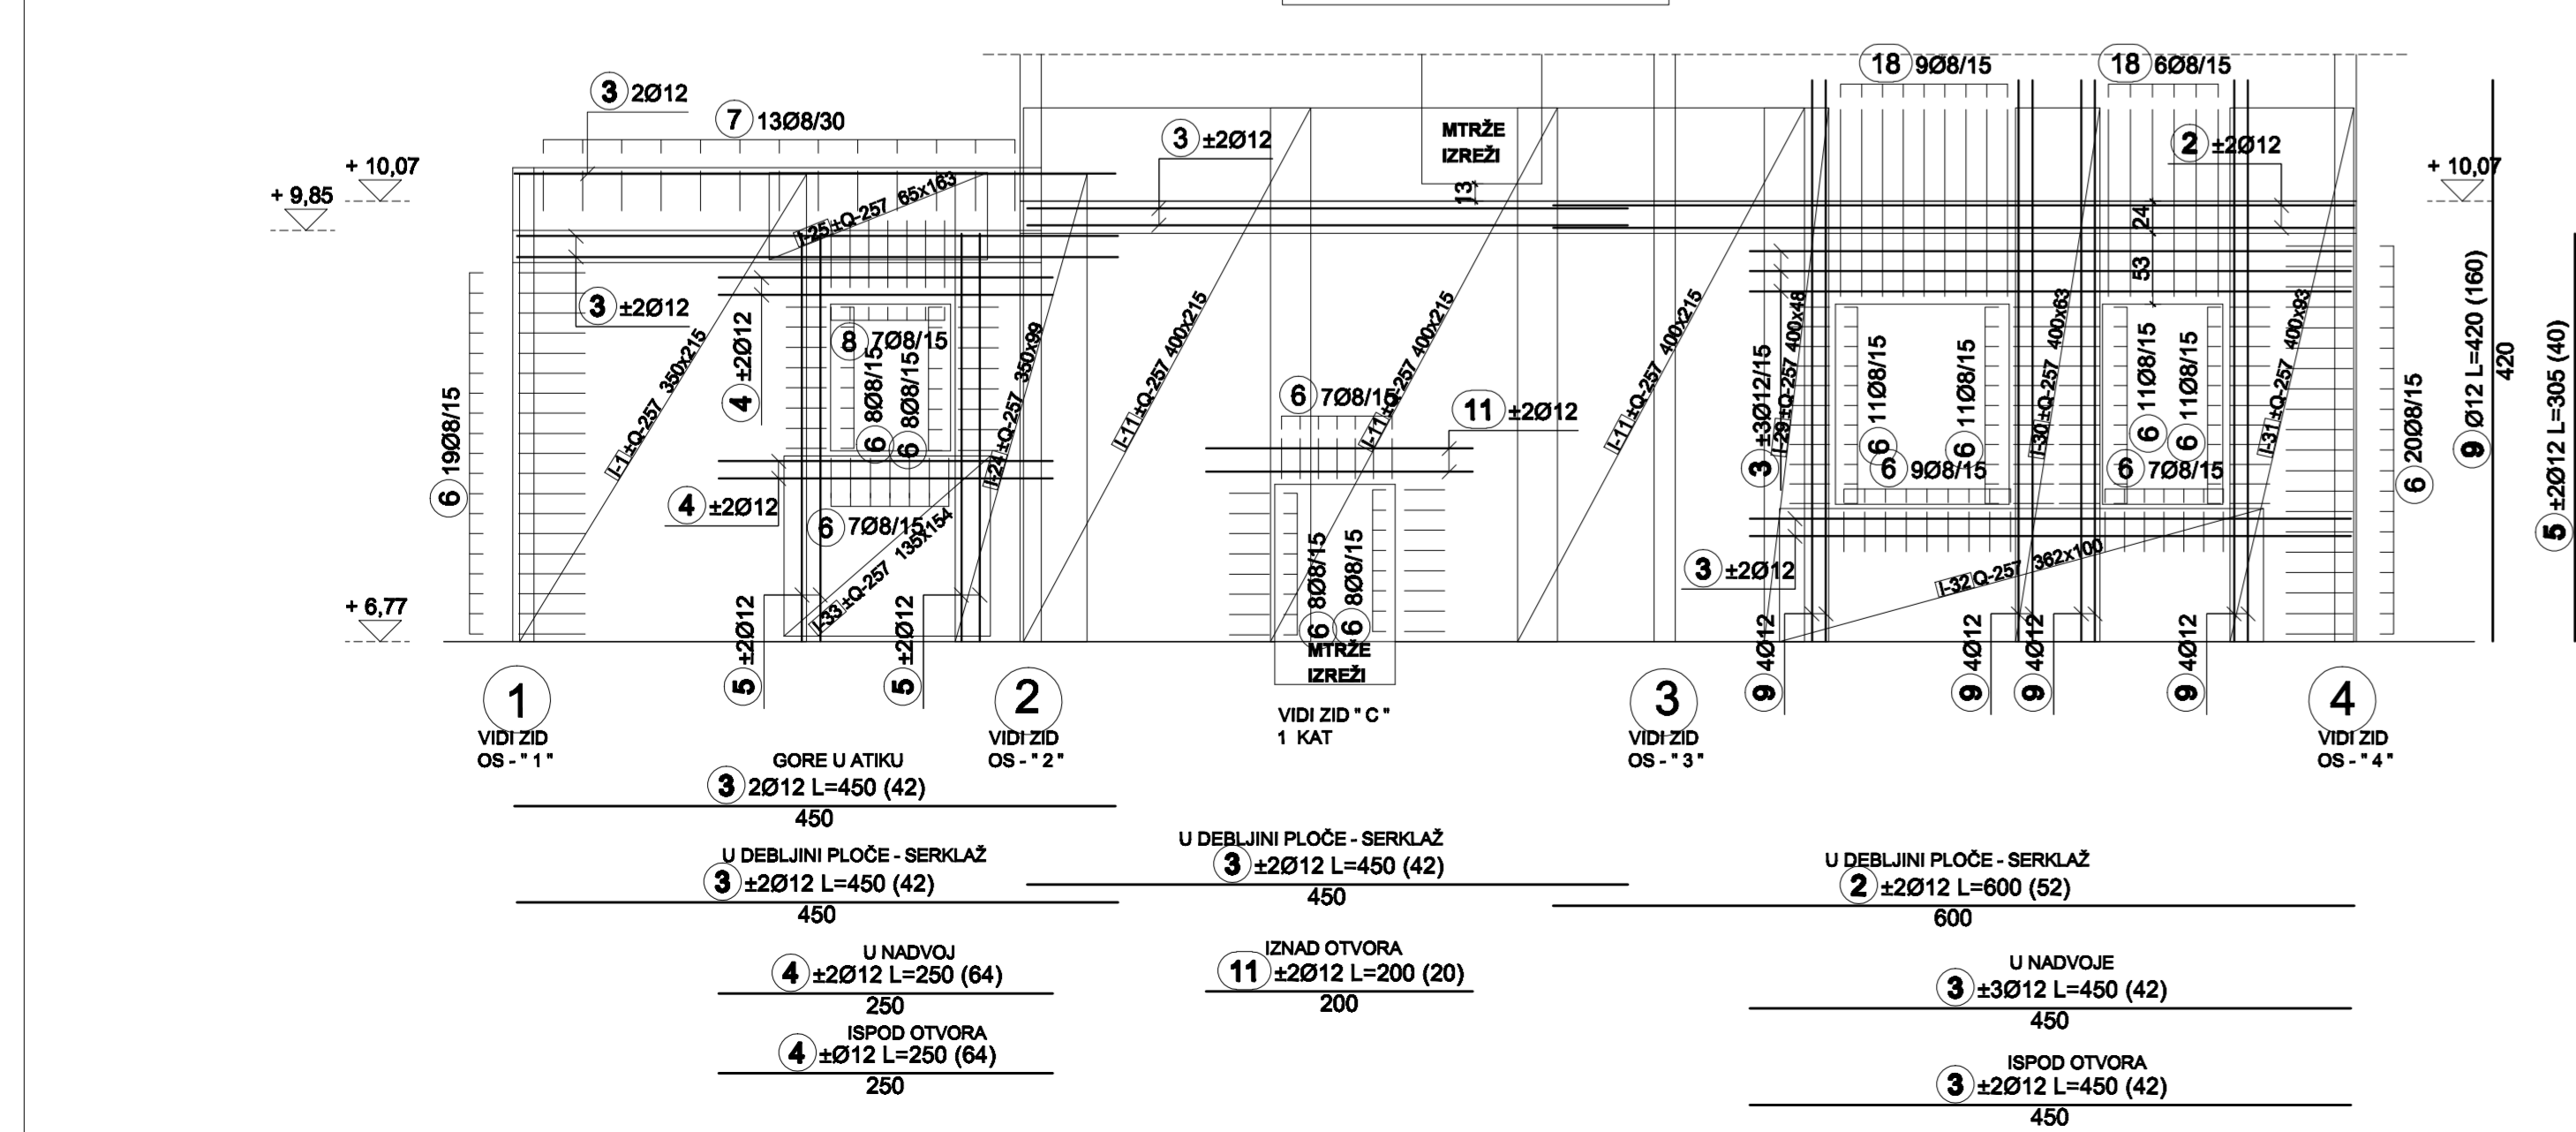 18 9Ø8/15
18 6Ø8/15
3 2Ø12
7 13Ø8/30
MTRŽE
IZREŽI
3 ±2Ø12
2 ±2Ø12
+ 10,07
+ 9,85
+ 10,07
13
24
53
I-25 ±Q-257 65x163
3 ±2Ø12
4 ±2Ø12
8 7Ø8/15
6 8Ø8/15
6 8Ø8/15
I-1 ±Q-257 350x215
I-24 ±Q-257 350x99
I-11 ±Q-257 400x215
I-11 ±Q-257 400x215
I-11 ±Q-257 400x215
3 ±3Ø12/15
I-29 ±Q-257 400x48
6 11Ø8/15
6 11Ø8/15
I-30 ±Q-257 400x63
6 11Ø8/15
6 11Ø8/15
I-31 ±Q-257 400x93
6 19Ø8/15
6 20Ø8/15
9 Ø12 L=420 (160)
420
5 ±2Ø12 L=305 (40)
6 7Ø8/15
11 ±2Ø12
6 9Ø8/15
6 7Ø8/15
4 ±2Ø12
6 7Ø8/15
I-33 ±Q-257 135x154
6 8Ø8/15
6 8Ø8/15
3 ±2Ø12
I-32 Q-257 362x100
+ 6,77
5 ±2Ø12
5 ±2Ø12
MTRŽE
IZREŽI
9 4Ø12
9 4Ø12
9 4Ø12
9 4Ø12
1
VIDI ZID
OS - " 1 "
2
VIDI ZID
OS - " 2 "
VIDI ZID " C "
1 KAT
3
VIDI ZID
OS - " 3 "
4
VIDI ZID
OS - " 4 "
GORE U ATIKU
3 2Ø12 L=450 (42)
450
U DEBLJINI PLOČE - SERKLAŽ
3 ±2Ø12 L=450 (42)
450
U NADVOJ
4 ±2Ø12 L=250 (64)
250
ISPOD OTVORA
4 ±Ø12 L=250 (64)
250
U DEBLJINI PLOČE - SERKLAŽ
3 ±2Ø12 L=450 (42)
450
IZNAD OTVORA
11 ±2Ø12 L=200 (20)
200
U DEBLJINI PLOČE - SERKLAŽ
2 ±2Ø12 L=600 (52)
600
U NADVOJE
3 ±3Ø12 L=450 (42)
450
ISPOD OTVORA
3 ±2Ø12 L=450 (42)
450